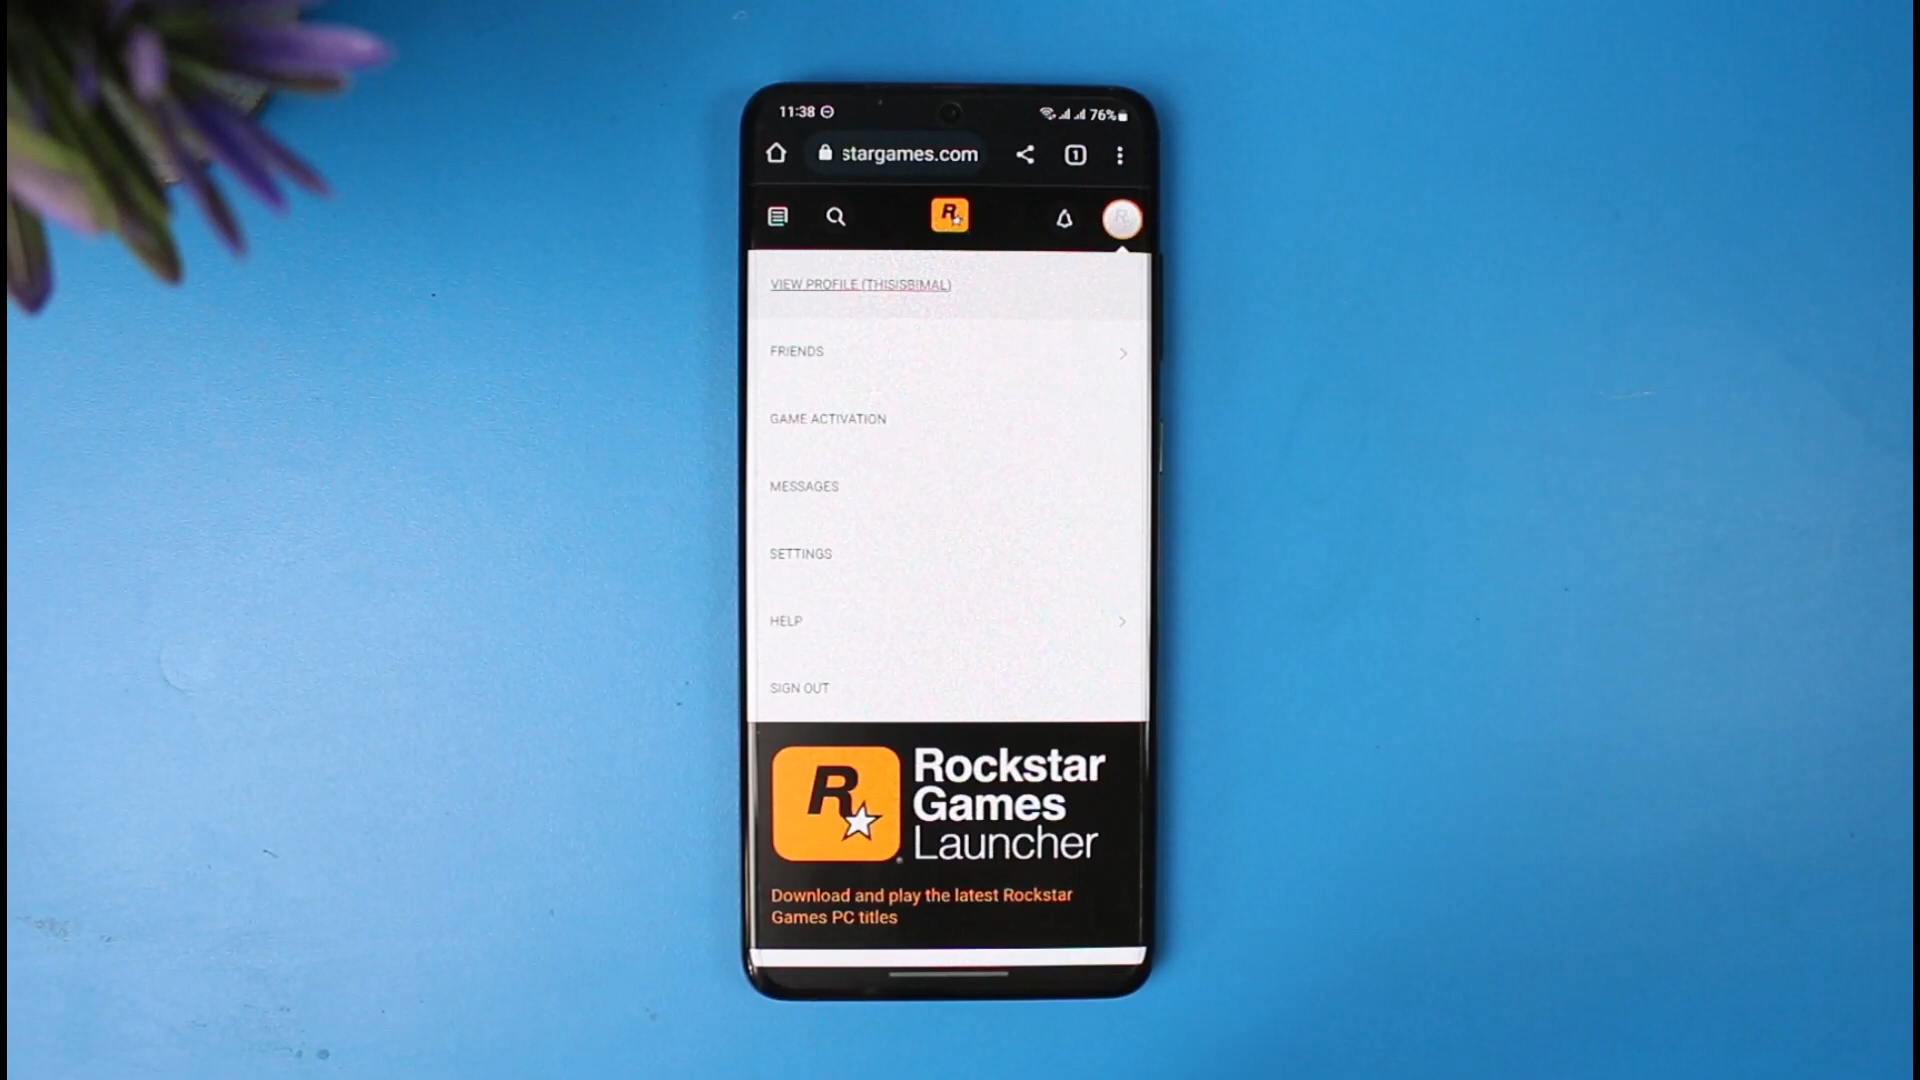 11:38
76%
stargames.com
1
R
VIEW PROFILE (THISISBIMAL)
FRIENDS
GAME ACTIVATION
MESSAGES
SETTINGS
HELP
SIGN OUT
R
Rockstar
Games
Launcher
Download and play the latest Rockstar
Games PC titles